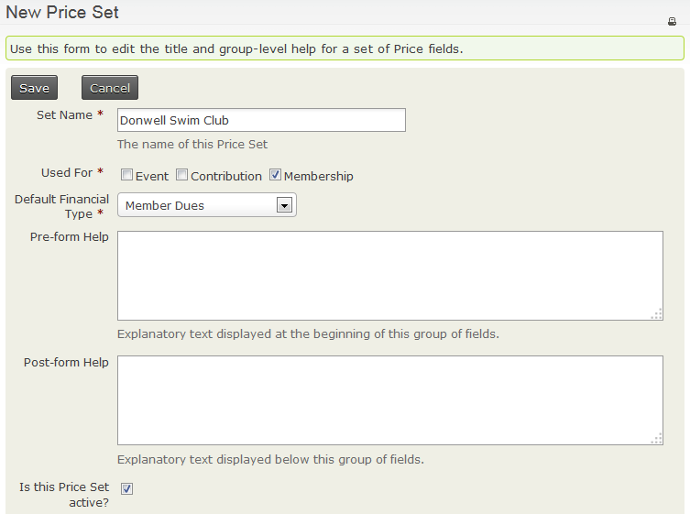 New Price Set
Use this form to edit the title and group-level help for a set of Price fields.
Save Cancel
Set Name * Donwell Swim Club
The name of this Price Set
Used For * Event Contribution Membership
Default Financial
Type * Member Dues
Pre-form Help
Explanatory text displayed at the beginning of this group of fields.
Post-form Help
Explanatory text displayed below this group of fields.
Is this Price Set
active?